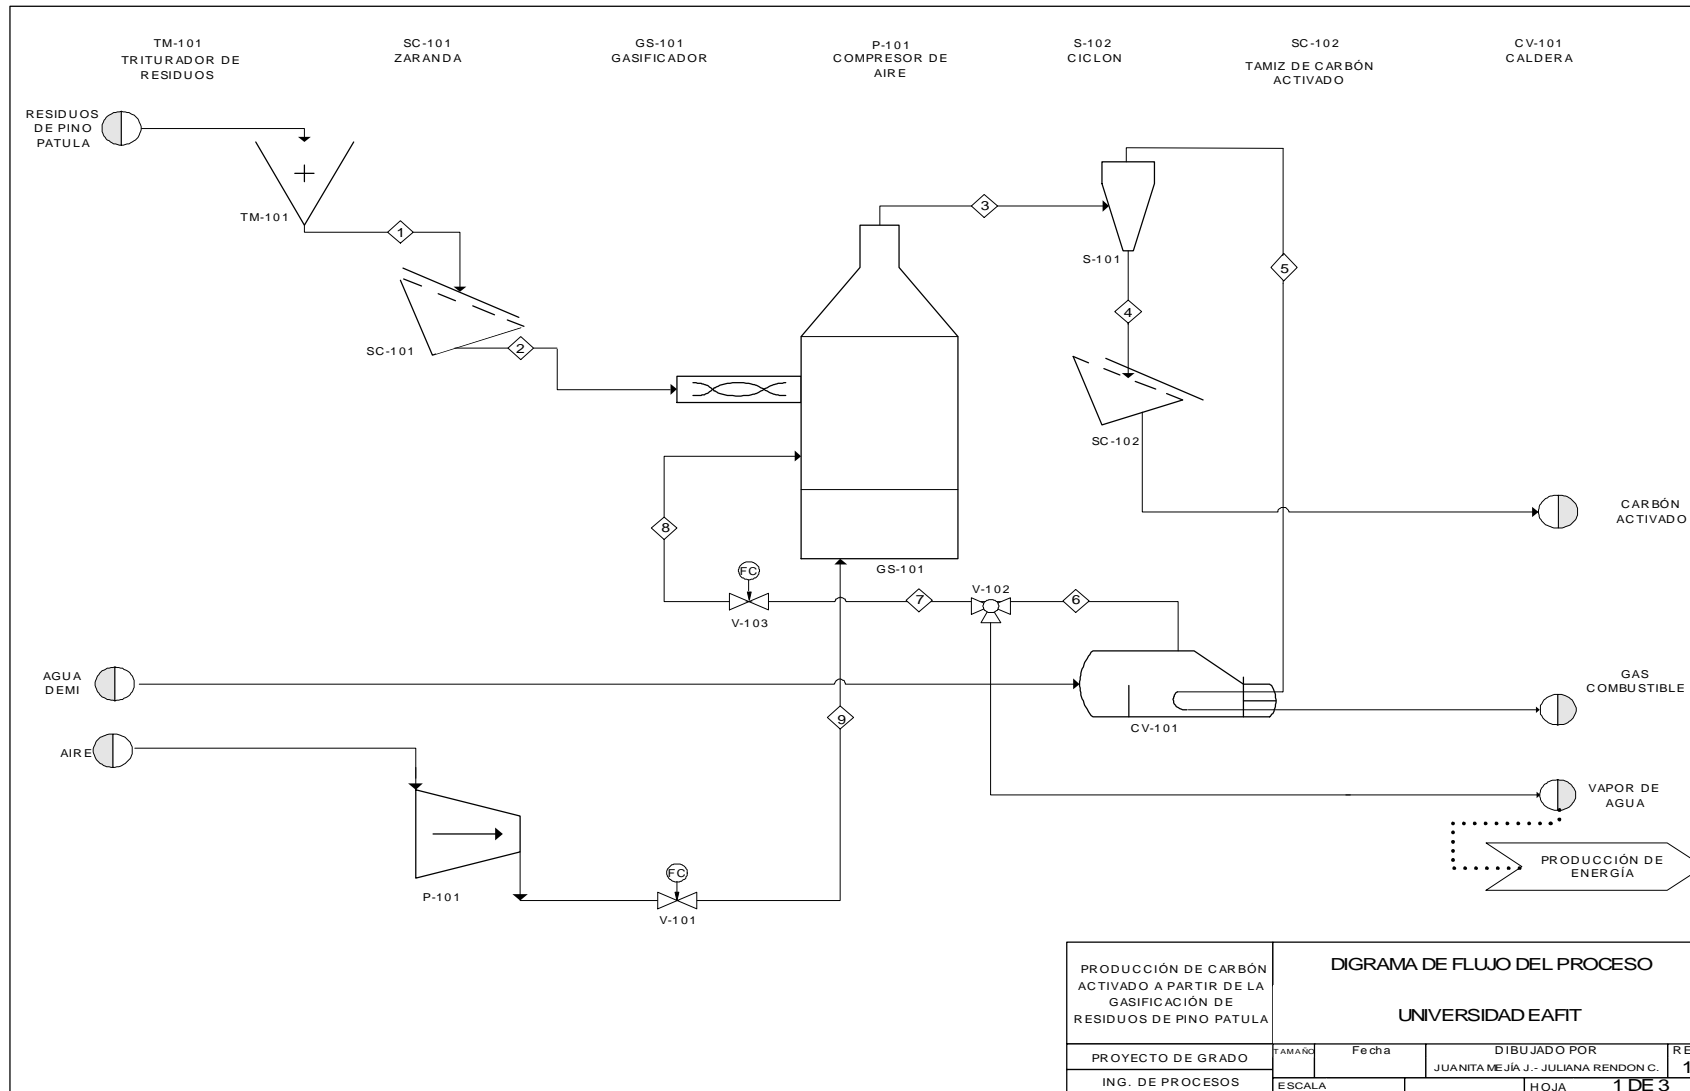 TM-101
TRITURADOR DE
RESIDUOS
SC-101
ZARANDA
GS-101
GASIFICADOR
P-101
COMPRESOR DE
AIRE
S-102
CICLON
SC-102
TAMIZ DE CARBÓN
ACTIVADO
CV-101
CALDERA
RESIDUOS
DE PINO
PATULA
TM-101
1
SC-101
2
3
S-101
4
5
SC-102
CARBÓN
ACTIVADO
8
GS-101
FC
V-103
7
V-102
6
AGUA
DEMI
CV-101
GAS
COMBUSTIBLE
9
AIRE
P-101
FC
V-101
VAPOR DE
AGUA
PRODUCCIÓN DE
ENERGÍA
PRODUCCIÓN DE CARBÓN
ACTIVADO A PARTIR DE LA
GASIFICACIÓN DE
RESIDUOS DE PINO PATULA
DIGRAMA DE FLUJO DEL PROCESO
UNIVERSIDAD EAFIT
PROYECTO DE GRADO
ING. DE PROCESOS
TAMAÑO
Fecha
DIBUJADO POR
JUANITA MEJÍA J.- JULIANA RENDON C.
RE
1
ESCALA
HOJA
1 DE 3